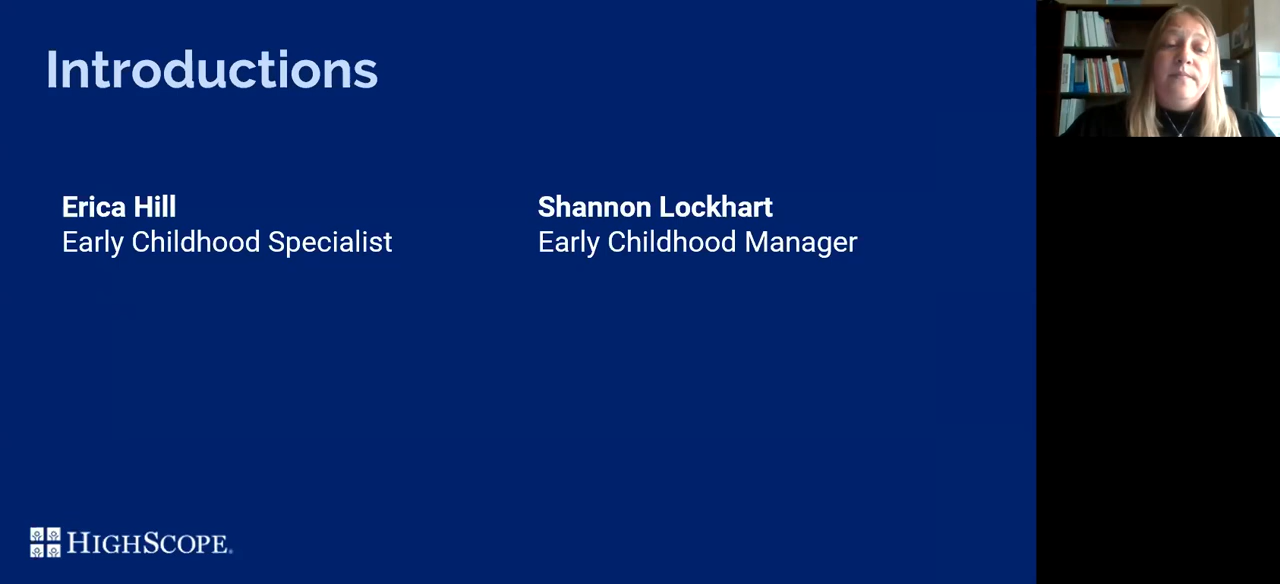 Introductions
Erica Hill
Early Childhood Specialist
Shannon Lockhart
Early Childhood Manager
HIGHSCOPE®